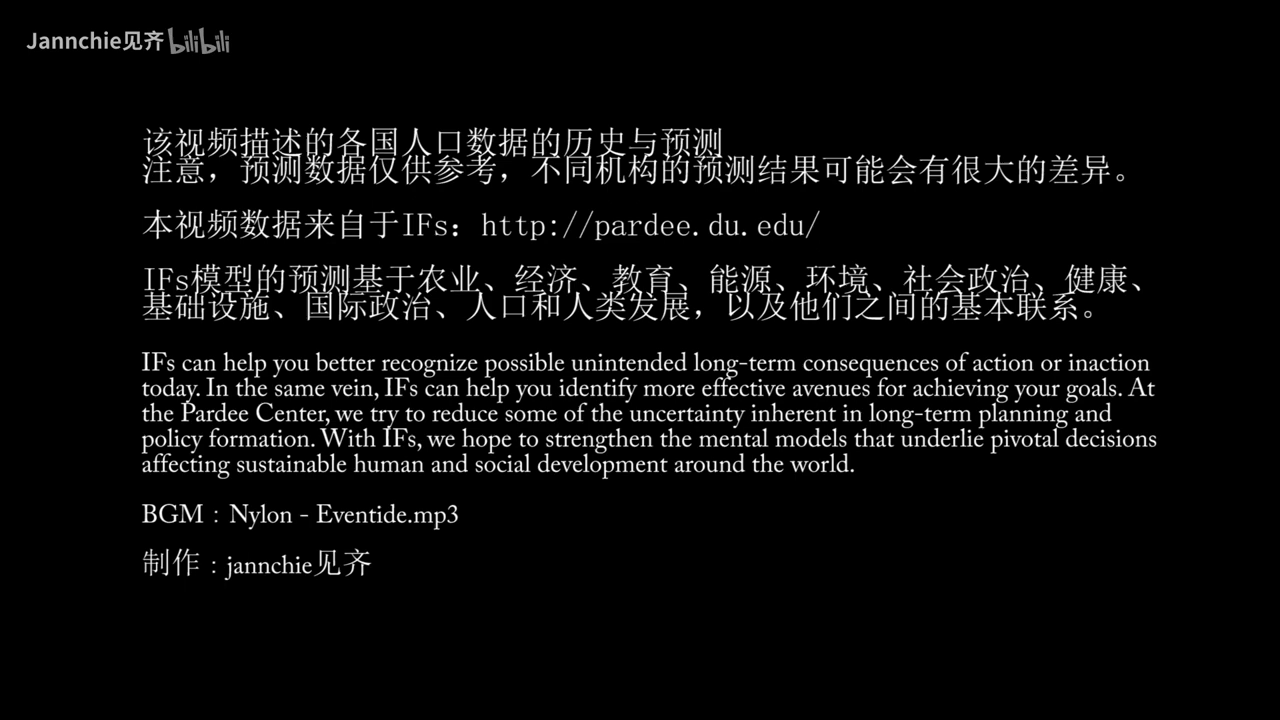 Jannchie见齐 bilibili
该视频描述的各国人口数据的历史与预测
注意，预测数据仅供参考，不同机构的预测结果可能会有很大的差异。
本视频数据来自于IFs：http://pardee.du.edu/
IFs模型的预测基于农业、经济、教育、能源、环境、社会政治、健康、
基础设施、国际政治、人口和人类发展，以及他们之间的基本联系。
IFs can help you better recognize possible unintended long-term consequences of action or inaction
today. In the same vein, IFs can help you identify more effective avenues for achieving your goals. At
the Pardee Center, we try to reduce some of the uncertainty inherent in long-term planning and
policy formation. With IFs, we hope to strengthen the mental models that underlie pivotal decisions
affecting sustainable human and social development around the world.
BGM：Nylon - Eventide.mp3
制作：jannchie见齐